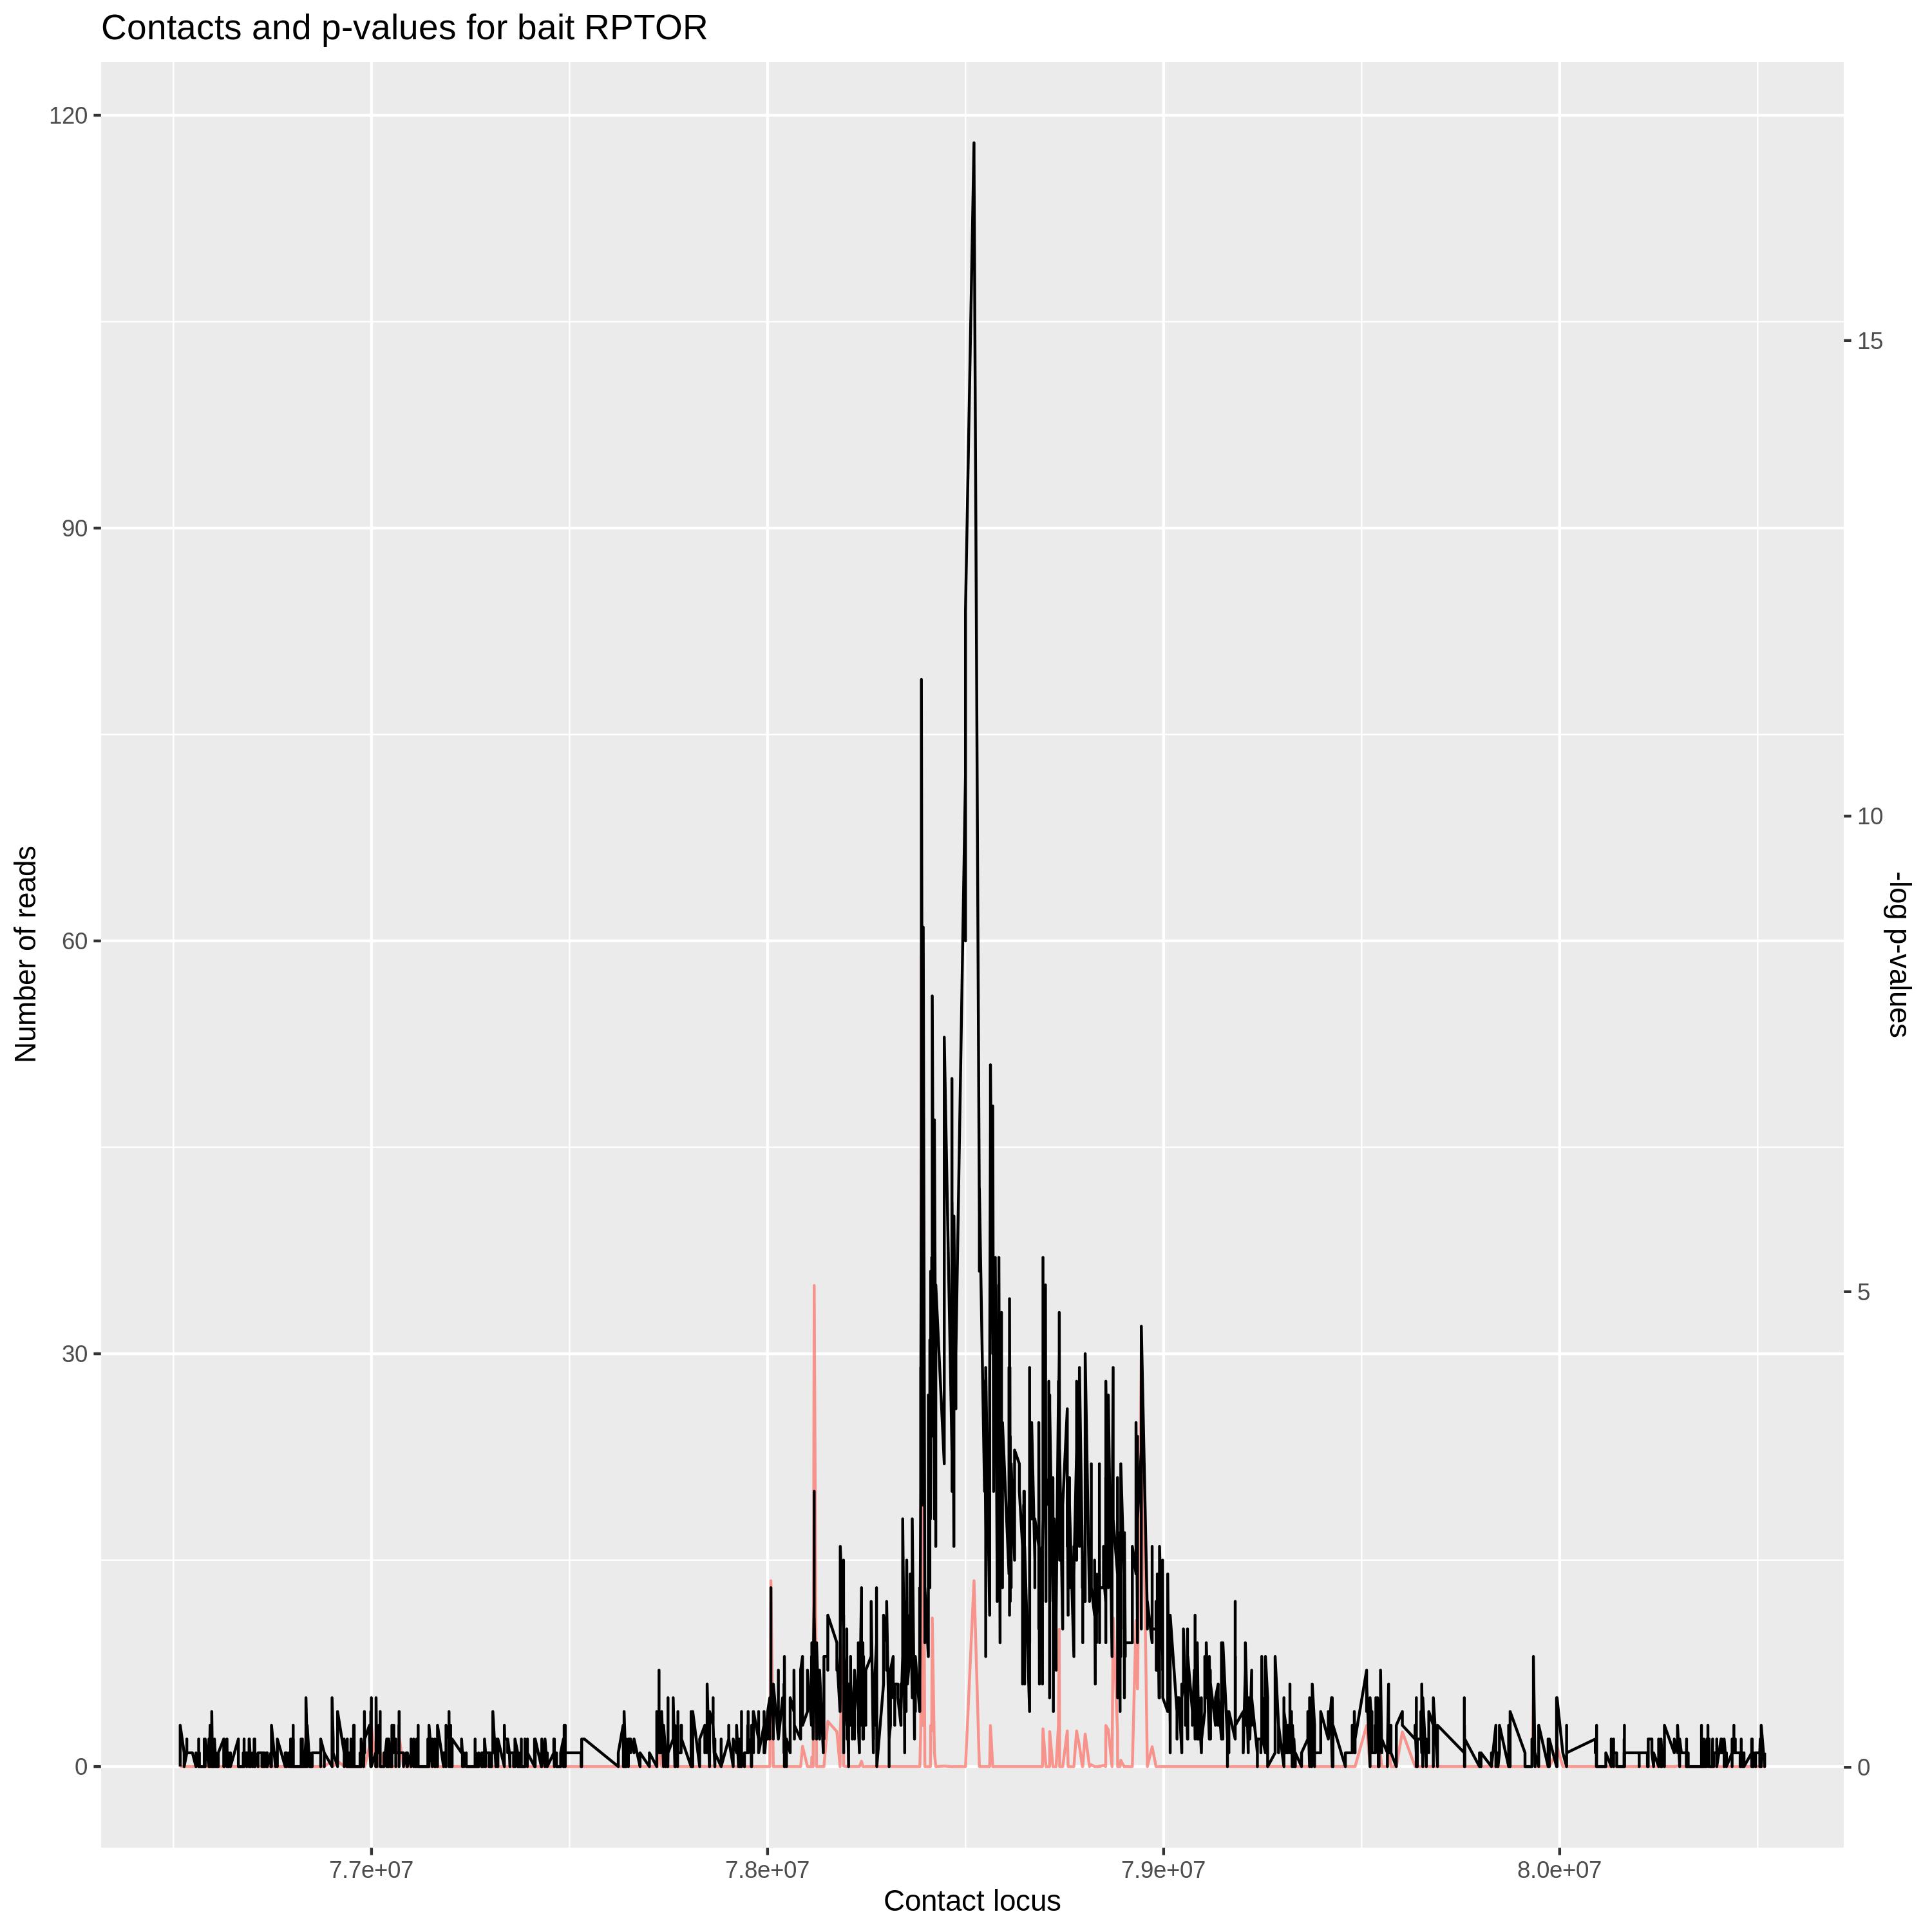 Contacts and p-values for bait RPTOR
120
90
60
30
0
Number of reads
15
10
5
0
-log p-values
7.7e+07
7.8e+07
7.9e+07
8.0e+07
Contact locus